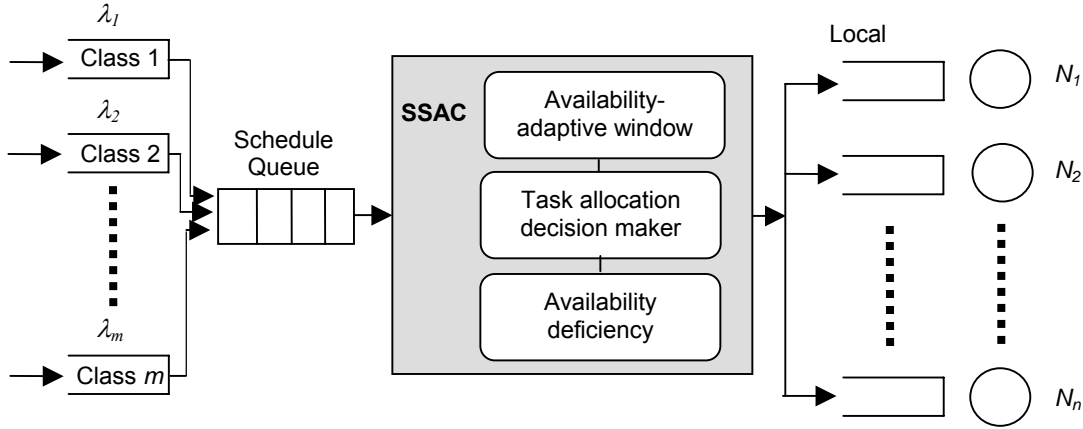 λ1
Class 1
λ2
Class 2
λm
Class m
Schedule
Queue
SSAC
Availability-
adaptive window
Task allocation
decision maker
Availability
deficiency
Local
N1
N2
Nn